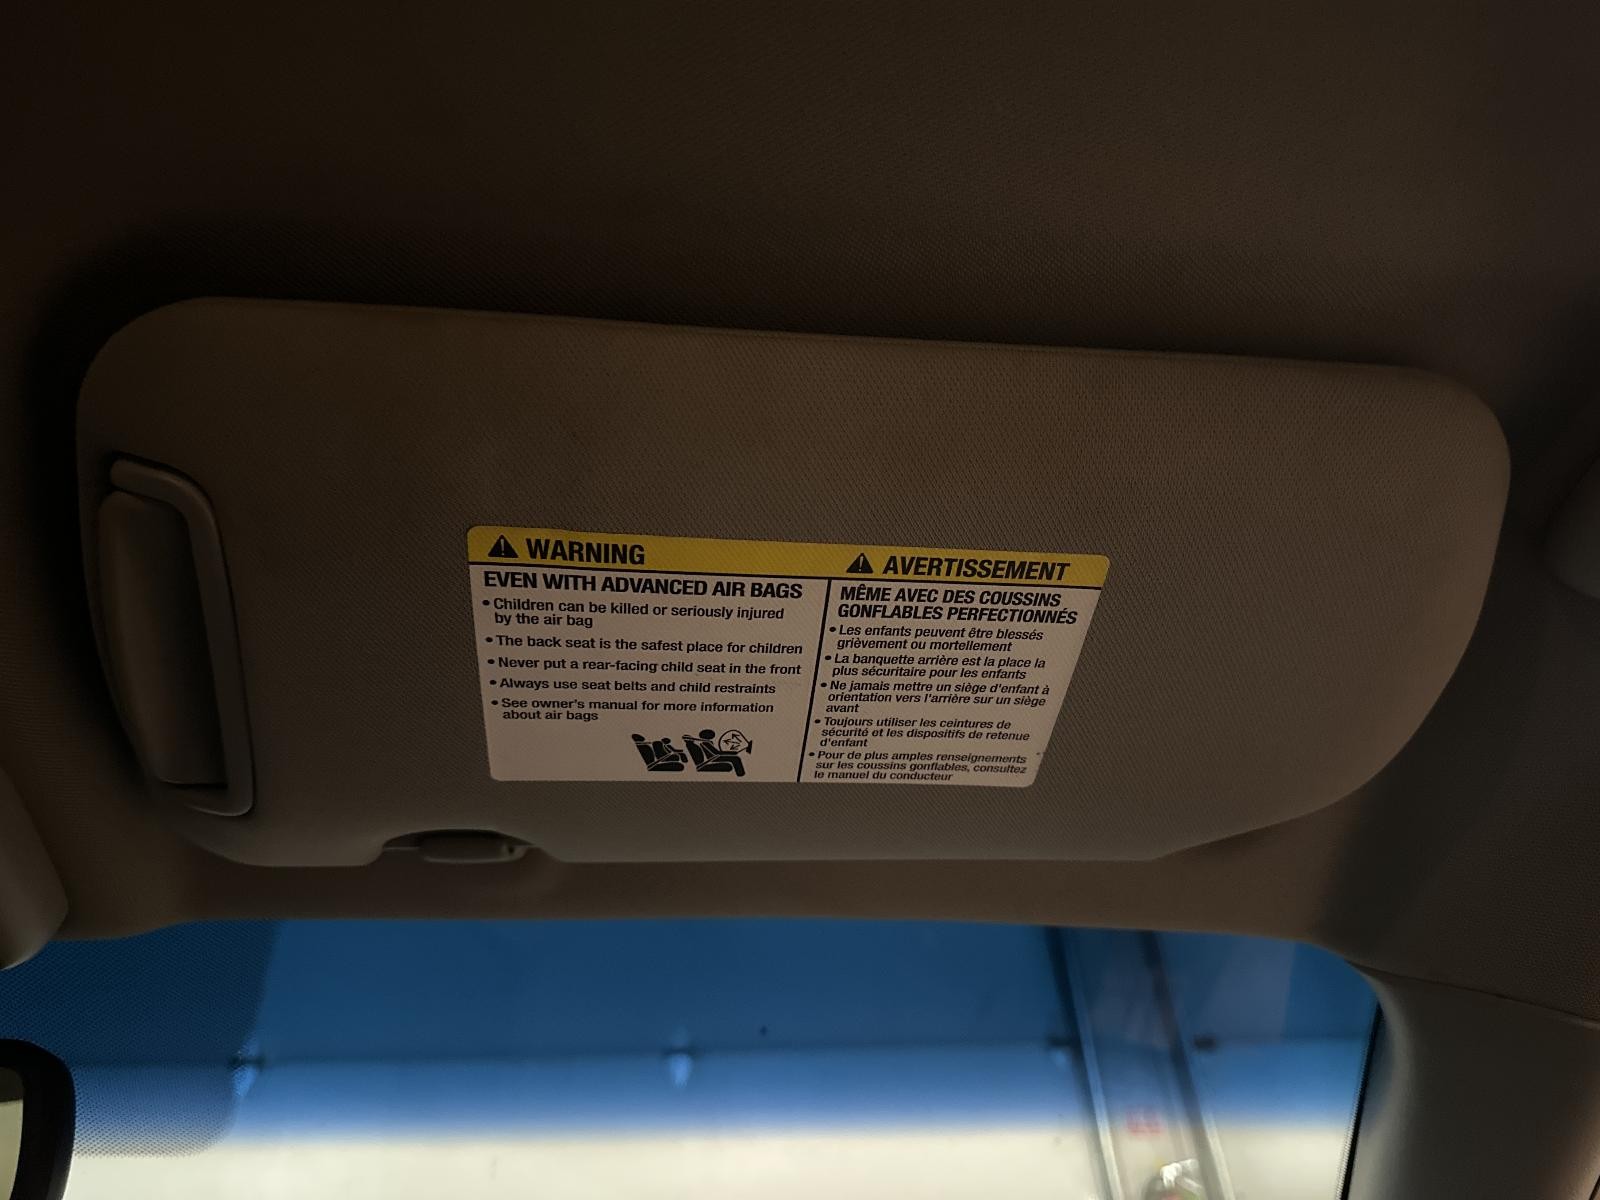 WARNING
EVEN WITH ADVANCED AIR BAGS
• Children can be killed or seriously injured
by the air bag
• The back seat is the safest place for children
• Never put a rear-facing child seat in the front
• Always use seat belts and child restraints
• See owner's manual for more information
about air bags
AVERTISSEMENT
MÊME AVEC DES COUSSINS
GONFLABLES PERFECTIONNÉS
• Les enfants peuvent être blessés
grièvement ou mortellement
• La banquette arrière est la place la
plus sécuritaire pour les enfants
• Ne jamais mettre un siège d'enfant à
orientation vers l'arrière sur un siège
avant
• Toujours utiliser les ceintures de
sécurité et les dispositifs de retenue
d'enfant
• Pour de plus amples renseignements
sur les coussins gonflables, consultez
le manuel du conducteur